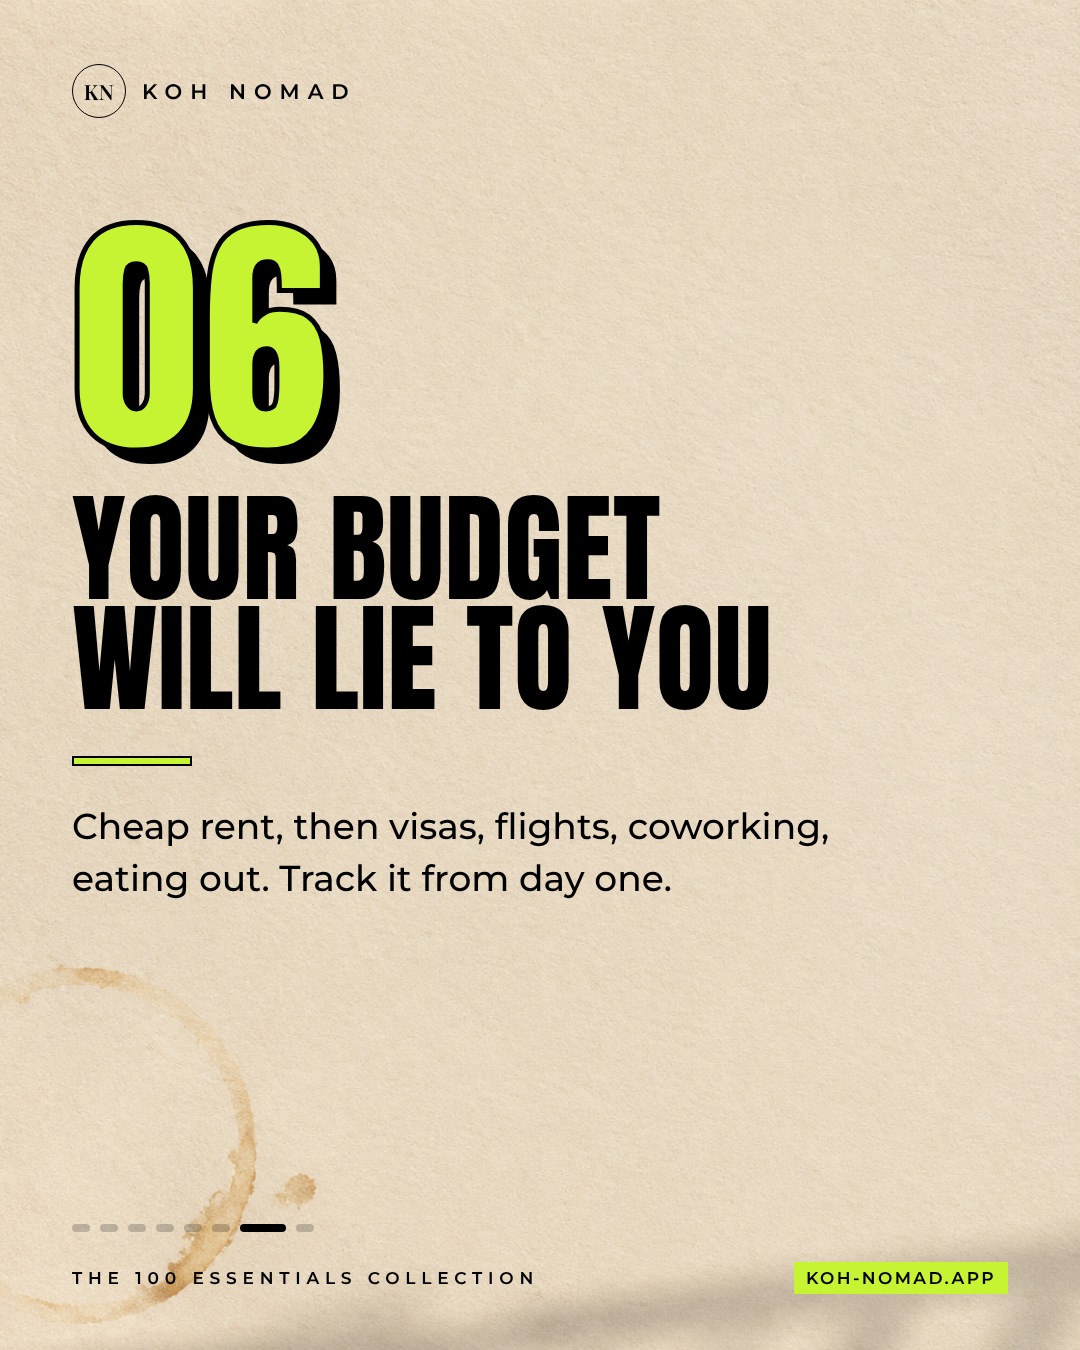 KN KOH NOMAD
06
YOUR BUDGET
WILL LIE TO YOU
Cheap rent, then visas, flights, coworking,
eating out. Track it from day one.
THE 100 ESSENTIALS COLLECTION
KOH-NOMAD.APP